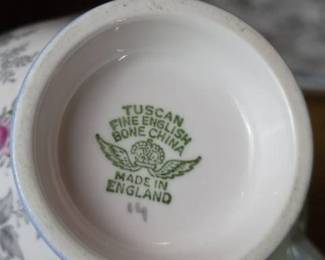 TUSCAN
FINE ENGLISH
BONE CHINA
MADE IN
ENGLAND